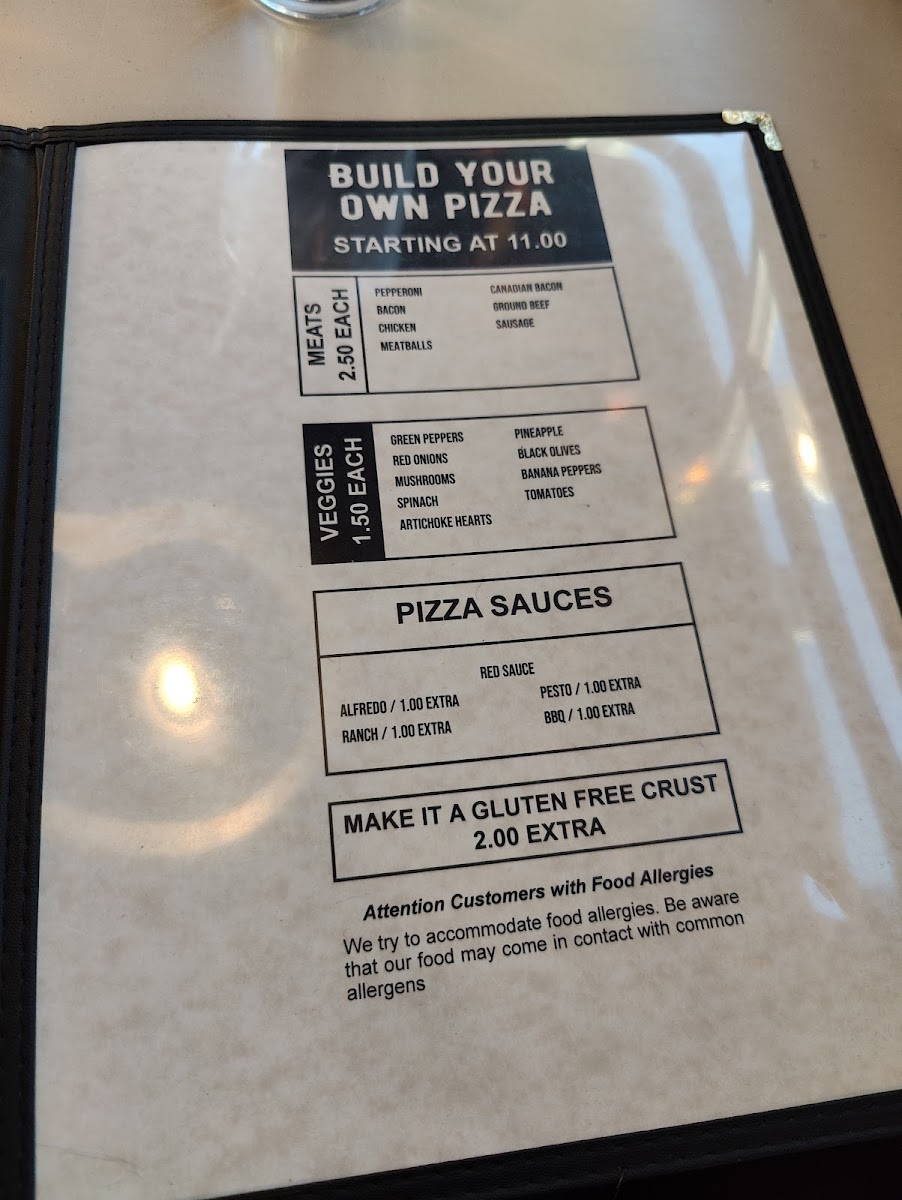 BUILD YOUR
OWN PIZZA
STARTING AT 11.00
MEATS
2.50 EACH
PEPPERONI
BACON
CHICKEN
MEATBALLS
CANADIAN BACON
GROUND BEEF
SAUSAGE
VEGGIES
1.50 EACH
GREEN PEPPERS
RED ONIONS
MUSHROOMS
SPINACH
ARTICHOKE HEARTS
PINEAPPLE
BLACK OLIVES
BANANA PEPPERS
TOMATOES
PIZZA SAUCES
RED SAUCE
ALFREDO / 1.00 EXTRA
RANCH / 1.00 EXTRA
PESTO / 1.00 EXTRA
BBQ / 1.00 EXTRA
MAKE IT A GLUTEN FREE CRUST
2.00 EXTRA
Attention Customers with Food Allergies
We try to accommodate food allergies. Be aware
that our food may come in contact with common
allergens